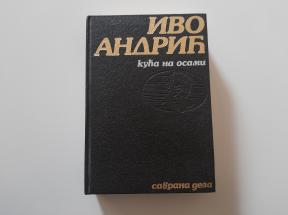 ИВО
АНДРИЋ
кућа на осами
сабрана дела